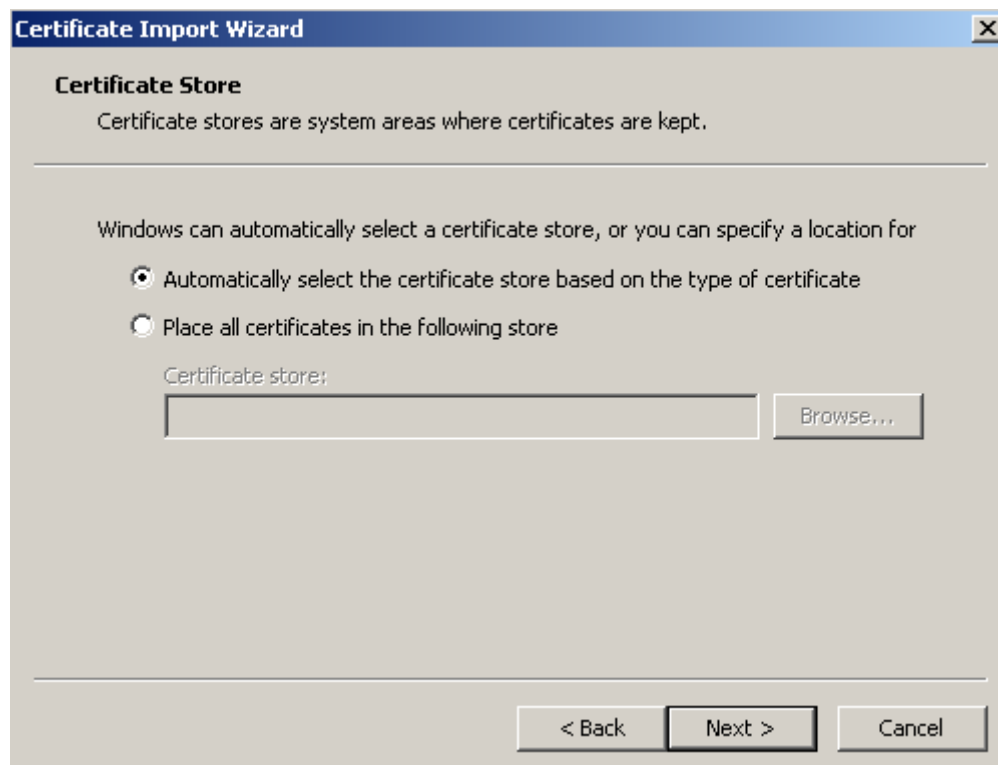 Certificate Import Wizard
Certificate Store
Certificate stores are system areas where certificates are kept.
Windows can automatically select a certificate store, or you can specify a location for
Automatically select the certificate store based on the type of certificate
Place all certificates in the following store
Certificate store:
Browse...
< Back Next > Cancel